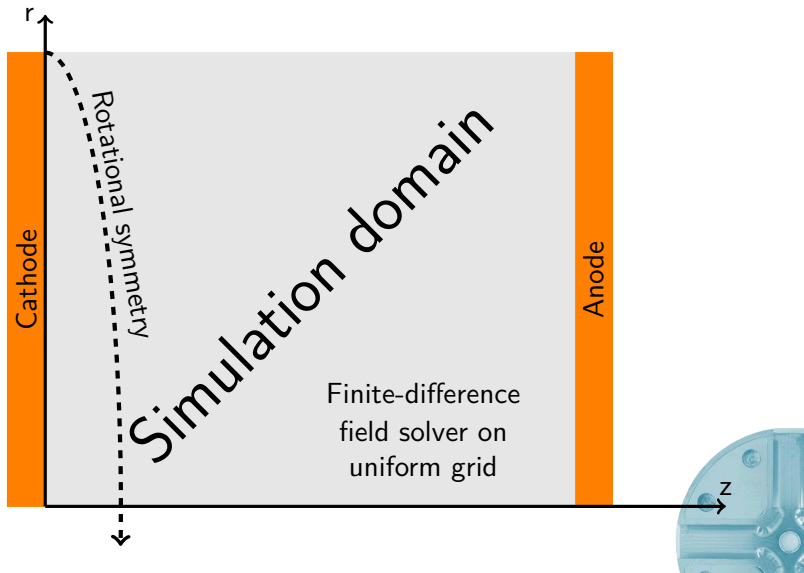 r
Rotational symmetry
Cathode
Simulation domain
Anode
Finite-difference
field solver on
uniform grid
z